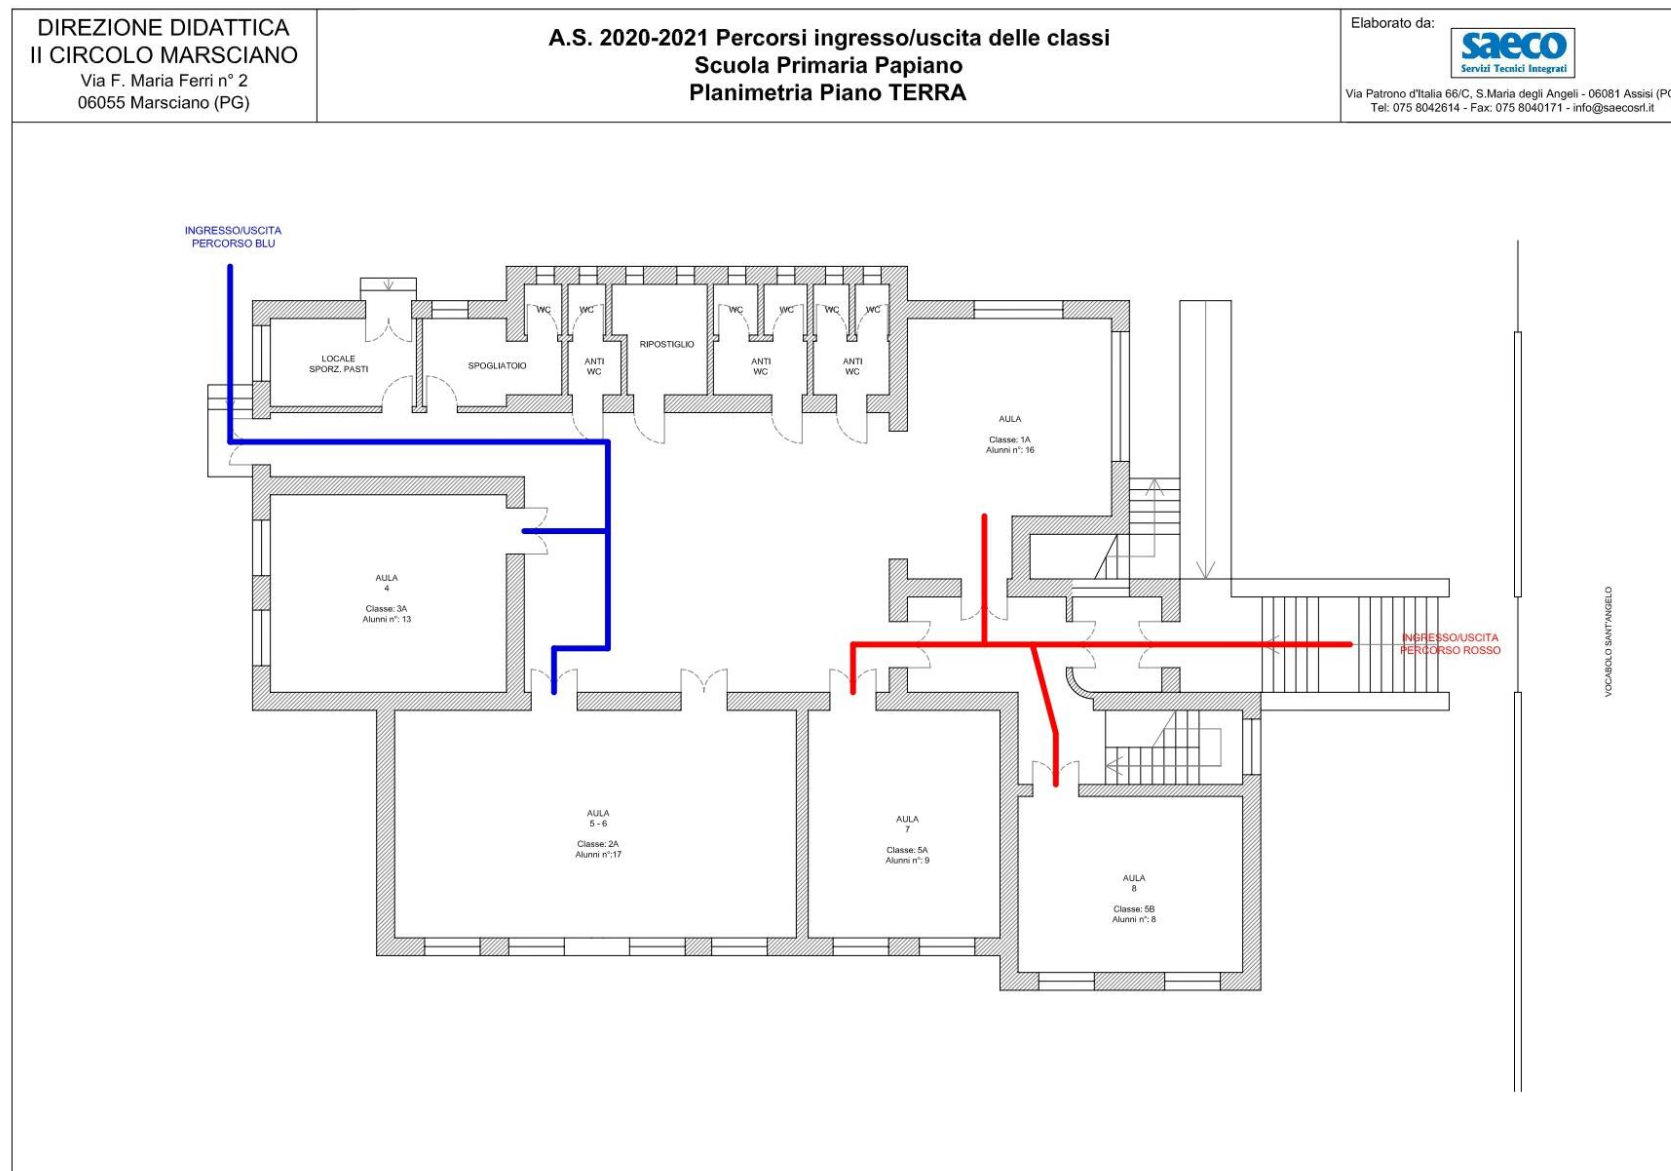 DIREZIONE DIDATTICA
II CIRCOLO MARSCIANO
Via F. Maria Ferri n° 2
06055 Marsciano (PG)
A.S. 2020-2021 Percorsi ingresso/uscita delle classi
Scuola Primaria Papiano
Planimetria Piano TERRA
Elaborato da:
saeco
Servizi Tecnici Integrati
Via Patrono d'Italia 66/C, S.Maria degli Angeli - 06081 Assisi (PG
Tel: 075 8042614 - Fax: 075 8040171 - info@saecosrl.it
INGRESSO/USCITA
PERCORSO BLU
WC
WC
WC
WC
WC
WC
LOCALE
SPORZ. PASTI
SPOGLIATOIO
ANTI
WC
RIPOSTIGLIO
ANTI
WC
ANTI
WC
AULA
Classe: 1A
Alunni n°: 16
AULA
4
Classe: 3A
Alunni n°: 13
INGRESSO/USCITA
PERCORSO ROSSO
VOCABOLO SANT'ANGELO
AULA
5 - 6
Classe: 2A
Alunni n°:17
AULA
7
Classe: 5A
Alunni n°: 9
AULA
8
Classe: 5B
Alunni n°: 8